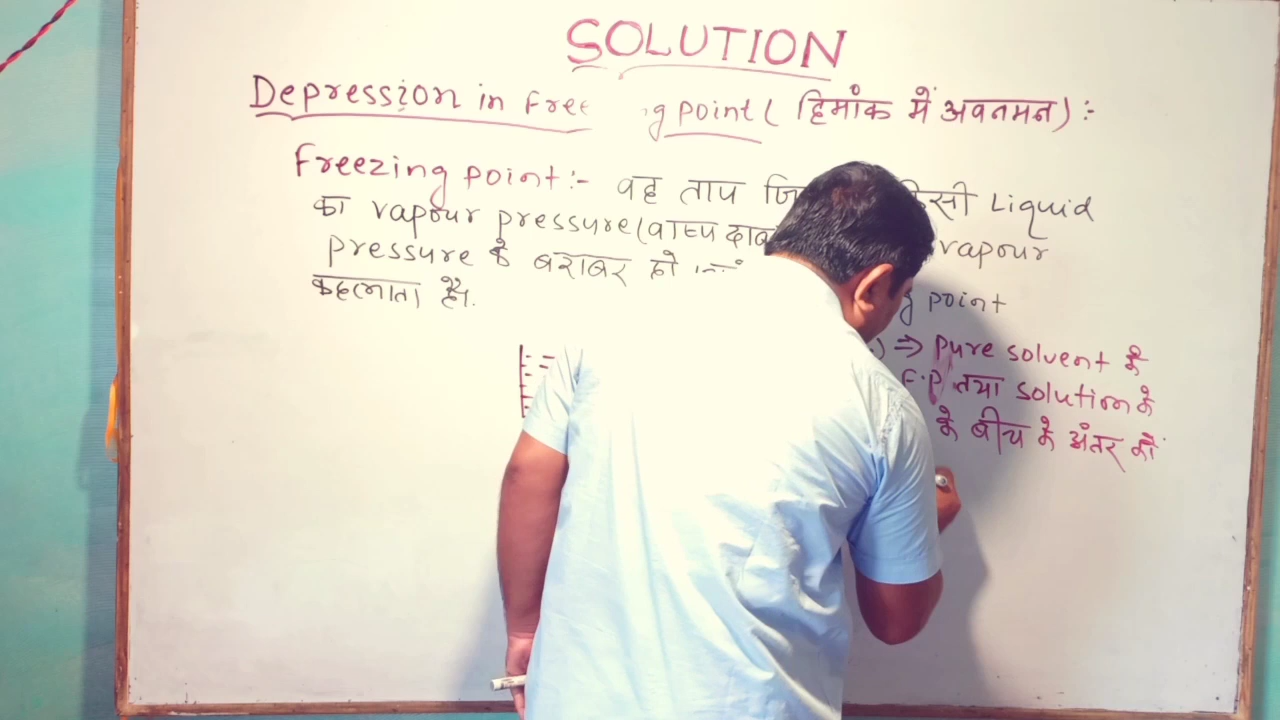 SOLUTION
Depression in Free g point ( हिमांक में अवनमन ) :-
Freezing point :- वह ताप जि किसी Liquid
का vapour pressure (वाष्प दाब vapour
pressure के बराबर हो
g point
कहलाता है।
⇒ Pure solvent के
F.P तथा solution के
के बीच के अंतर को